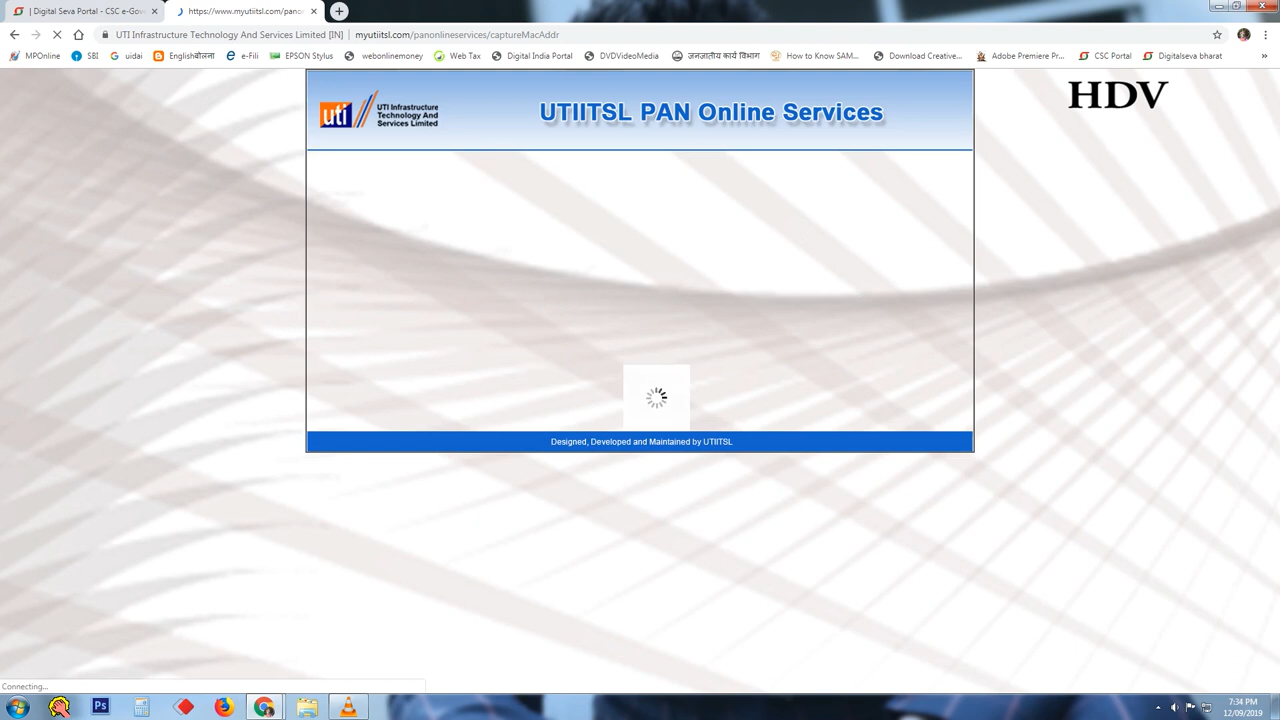 | Digital Seva Portal - CSC e-Gov
https://www.myutiitsl.com/pano
UTI Infrastructure Technology And Services Limited [IN] | myutiitsl.com/panonlineservices/captureMacAddr
MPOnline SBI uidai Englishबोलना e-Fili EPSON Stylus webonlinemoney Web Tax Digital India Portal DVDVideoMedia जनजातीय कार्य विभाग How to Know SAM... Download Creative... Adobe Premiere Pr... CSC Portal Digitalseva bharat »
HDV
uti UTI Infrastructure
Technology And
Services Limited
UTIITSL PAN Online Services
Designed, Developed and Maintained by UTIITSL
Connecting...
Ps
7:34 PM
12/09/2019